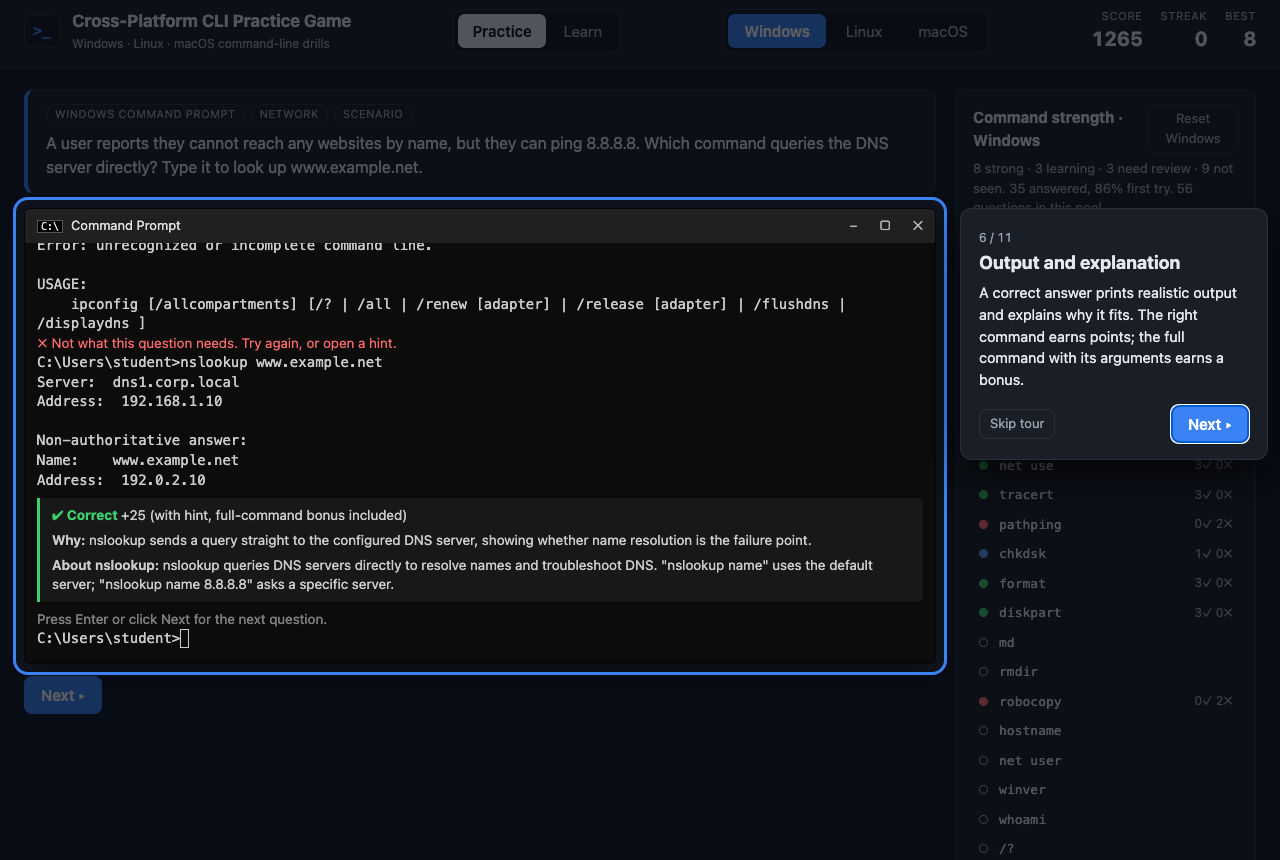 >_
Cross-Platform CLI Practice Game
Windows · Linux · macOS command-line drills
Practice
Learn
Windows
Linux
macOS
SCORE
1265
STREAK
0
BEST
8
WINDOWS COMMAND PROMPT
NETWORK
SCENARIO
A user reports they cannot reach any websites by name, but they can ping 8.8.8.8. Which command queries the DNS
server directly? Type it to look up www.example.net.
C:\ Command Prompt
Error: unrecognized or incomplete command line.
USAGE:
ipconfig [/allcompartments] [/? | /all | /renew [adapter] | /release [adapter] | /flushdns |
/displaydns ]
✕ Not what this question needs. Try again, or open a hint.
C:\Users\student>nslookup www.example.net
Server:  dns1.corp.local
Address:  192.168.1.10
Non-authoritative answer:
Name:    www.example.net
Address:  192.0.2.10
✔ Correct +25 (with hint, full-command bonus included)
Why: nslookup sends a query straight to the configured DNS server, showing whether name resolution is the failure point.
About nslookup: nslookup queries DNS servers directly to resolve names and troubleshoot DNS. "nslookup name" uses the default
server; "nslookup name 8.8.8.8" asks a specific server.
Press Enter or click Next for the next question.
C:\Users\student>
Next ▸
Command strength ·
Windows
Reset
Windows
8 strong · 3 learning · 3 need review · 9 not
seen. 35 answered, 86% first try. 56
questions in this pool
6 / 11
Output and explanation
A correct answer prints realistic output
and explains why it fits. The right
command earns points; the full
command with its arguments earns a
bonus.
Skip tour
Next ▸
net use 3✓ 0✕
tracert 3✓ 0✕
pathping 0✓ 2✕
chkdsk 1✓ 0✕
format 3✓ 0✕
diskpart 3✓ 0✕
md
rmdir
robocopy 0✓ 2✕
hostname
net user
winver
whoami
/?